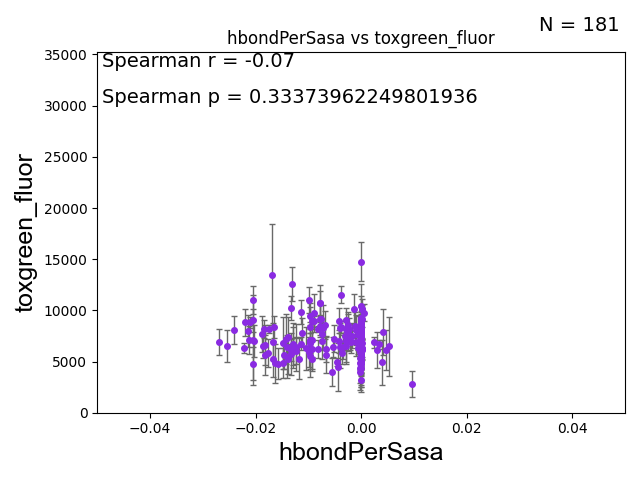 N = 181
hbondPerSasa vs toxgreen_fluor
Spearman r = -0.07
Spearman p = 0.33373962249801936
35000
30000
25000
20000
15000
10000
5000
0
toxgreen_fluor
−0.04
−0.02
0.00
0.02
0.04
hbondPerSasa